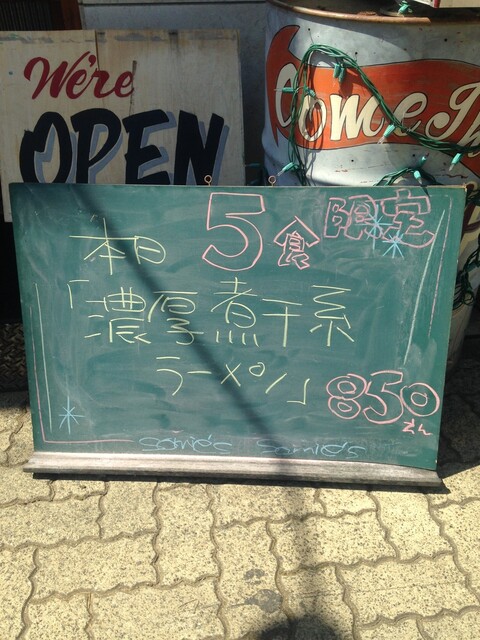 We're
OPEN
Come In
本日
5食
限定
「濃厚煮干系
ラーメン」
850
えん